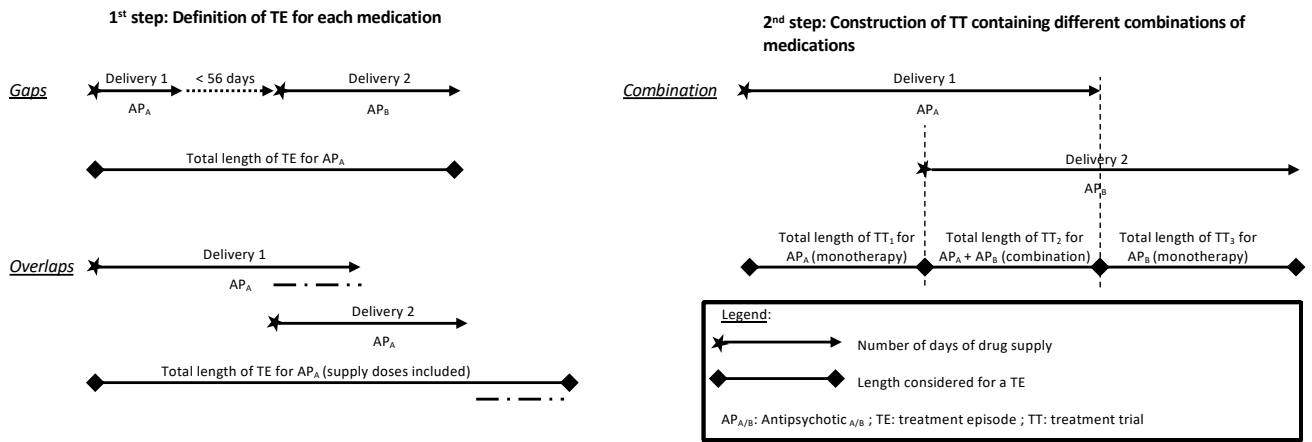 1st step: Definition of TE for each medication
Gaps
Delivery 1
< 56 days
Delivery 2
APA
APB
Total length of TE for APA
Overlaps
Delivery 1
APA
Delivery 2
APA
Total length of TE for APA (supply doses included)
2nd step: Construction of TT containing different combinations of
medications
Combination
Delivery 1
APA
Delivery 2
APB
Total length of TT1 for
APA (monotherapy)
Total length of TT2 for
APA + APB (combination)
Total length of TT3 for
APB (monotherapy)
Legend:
Number of days of drug supply
Length considered for a TE
APA/B: Antipsychotic A/B ; TE: treatment episode ; TT: treatment trial